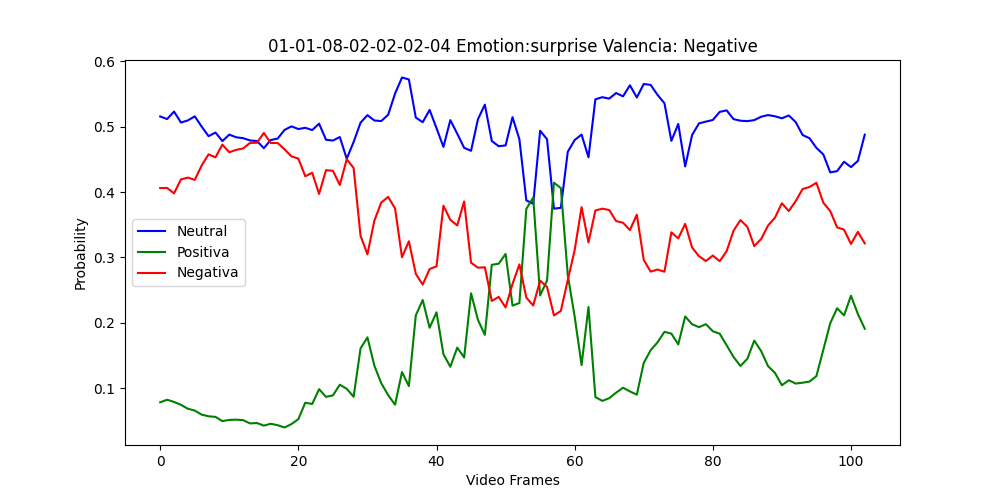 01-01-08-02-02-02-04 Emotion:surprise Valencia: Negative
0.6
0.5
0.4
0.3
0.2
0.1
Probability
Neutral
Positiva
Negativa
0 20 40 60 80 100
Video Frames